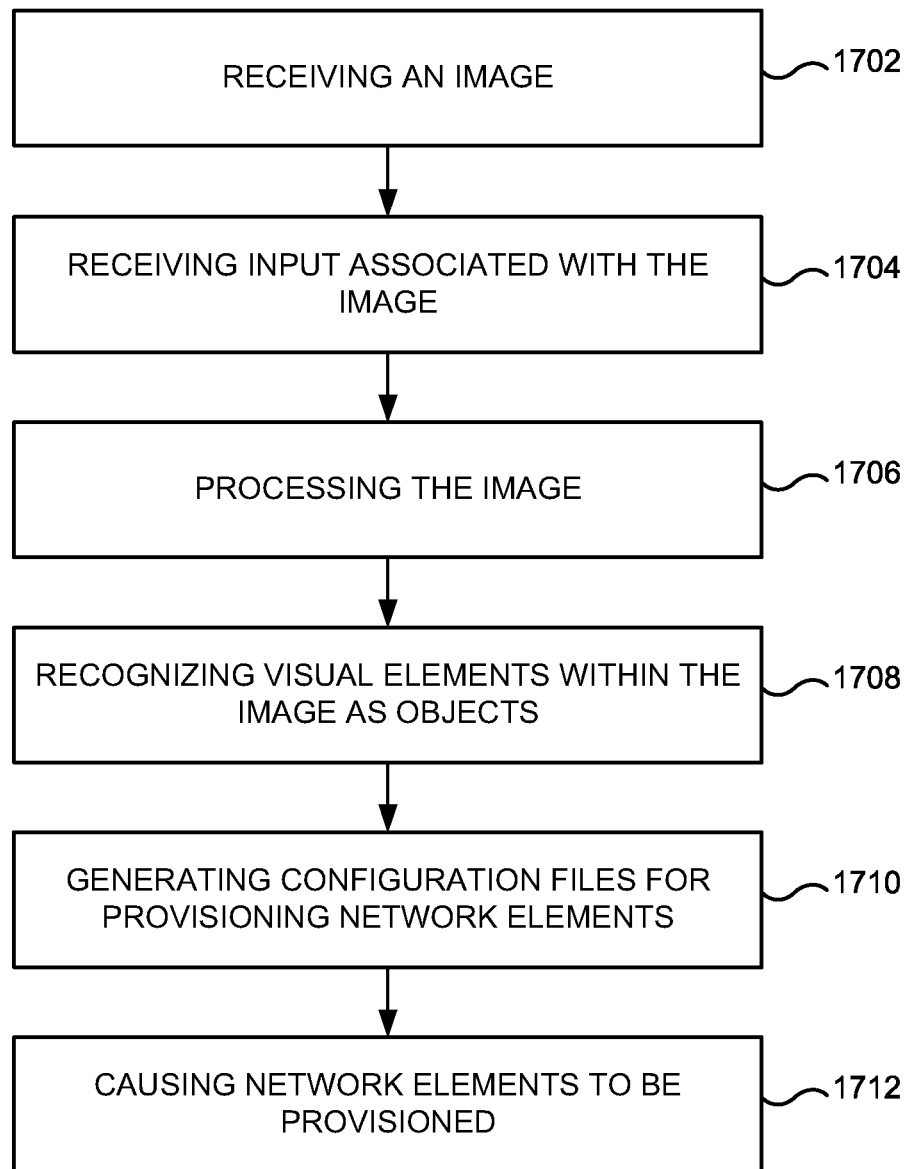 RECEIVING AN IMAGE
1702
RECEIVING INPUT ASSOCIATED WITH THE
IMAGE
1704
PROCESSING THE IMAGE
1706
RECOGNIZING VISUAL ELEMENTS WITHIN THE
IMAGE AS OBJECTS
1708
GENERATING CONFIGURATION FILES FOR
PROVISIONING NETWORK ELEMENTS
1710
CAUSING NETWORK ELEMENTS TO BE
PROVISIONED
1712